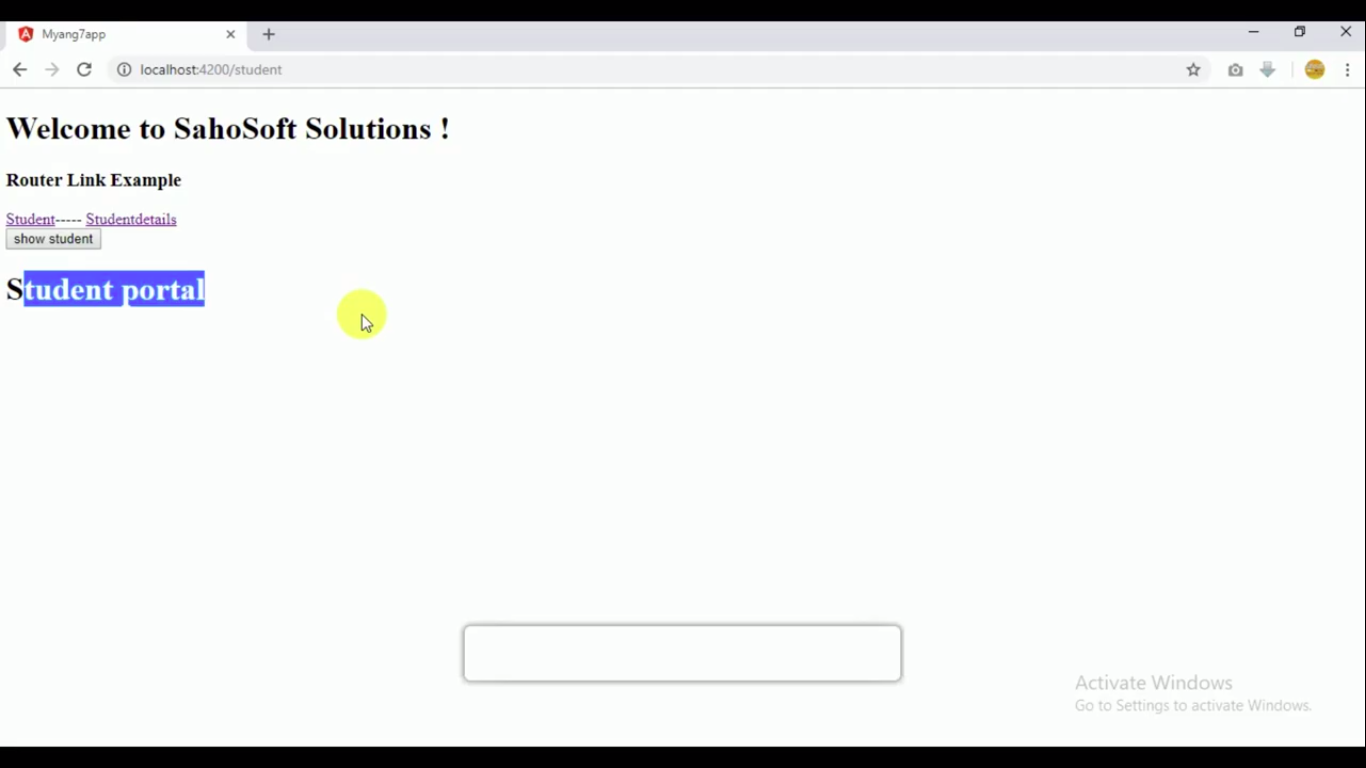 Myang7app
localhost:4200/student
Welcome to SahoSoft Solutions !
Router Link Example
Student----- Studentdetails
show student
Student portal
Activate Windows
Go to Settings to activate Windows.